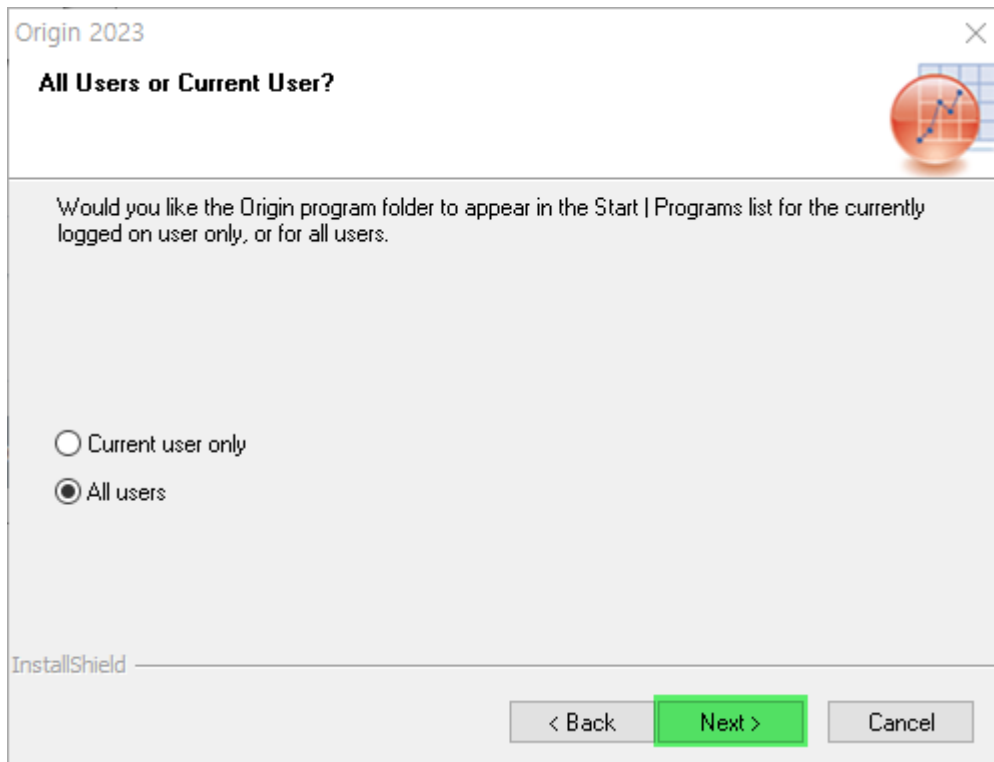 Origin 2023
All Users or Current User?
Would you like the Origin program folder to appear in the Start | Programs list for the currently
logged on user only, or for all users.
Current user only
All users
InstallShield
< Back
Next >
Cancel